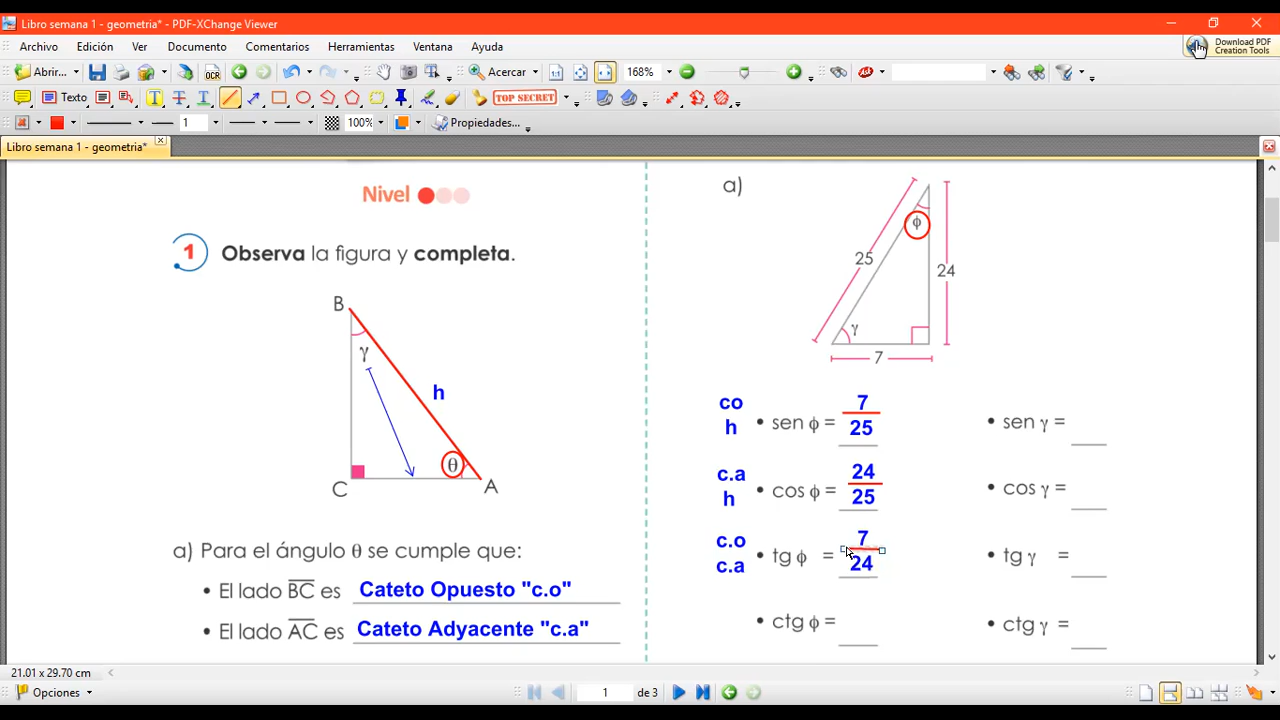 Libro semana 1 - geometria* - PDF-XChange Viewer
Archivo Edición Ver Documento Comentarios Herramientas Ventana Ayuda
Download PDF
Creation Tools
Abrir... OCR Acercar 168%
Texto TOP SECRET
1 100% Propiedades...
Libro semana 1 - geometria*
Nivel
1 Observa la figura y completa.
B
γ
h
θ
C
A
a) Para el ángulo θ se cumple que:
• El lado BC es Cateto Opuesto "c.o"
• El lado AC es Cateto Adyacente "c.a"
a)
ϕ
25
24
γ
7
co
h
• sen ϕ = 7
25
• sen γ =
c.a
h
• cos ϕ = 24
25
• cos γ =
c.o
c.a
• tg ϕ = 7
24
• tg γ =
• ctg ϕ =
• ctg γ =
21.01 x 29.70 cm
Opciones 1 de 3